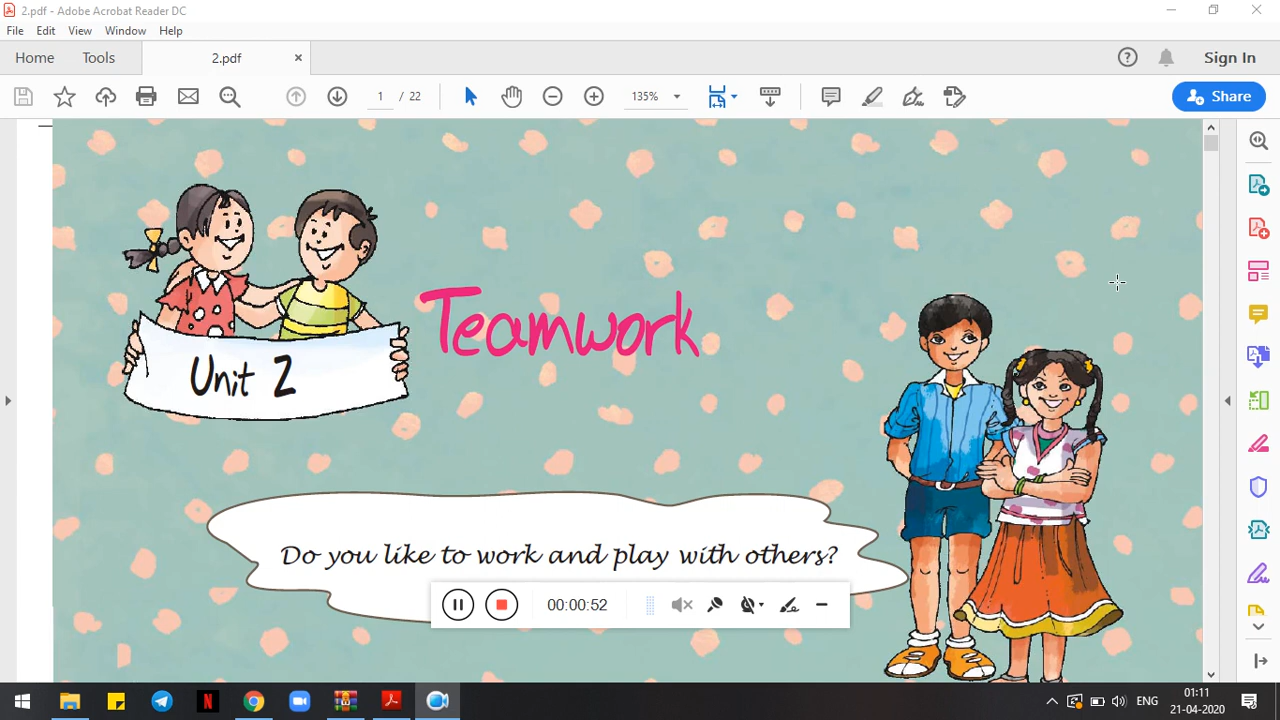 2.pdf - Adobe Acrobat Reader DC
File Edit View Window Help
Home Tools 2.pdf × Sign In
1 / 22 135% Share
Teamwork
Unit 2
Do you like to work and play with others?
00:00:52
ENG 01:11
21-04-2020